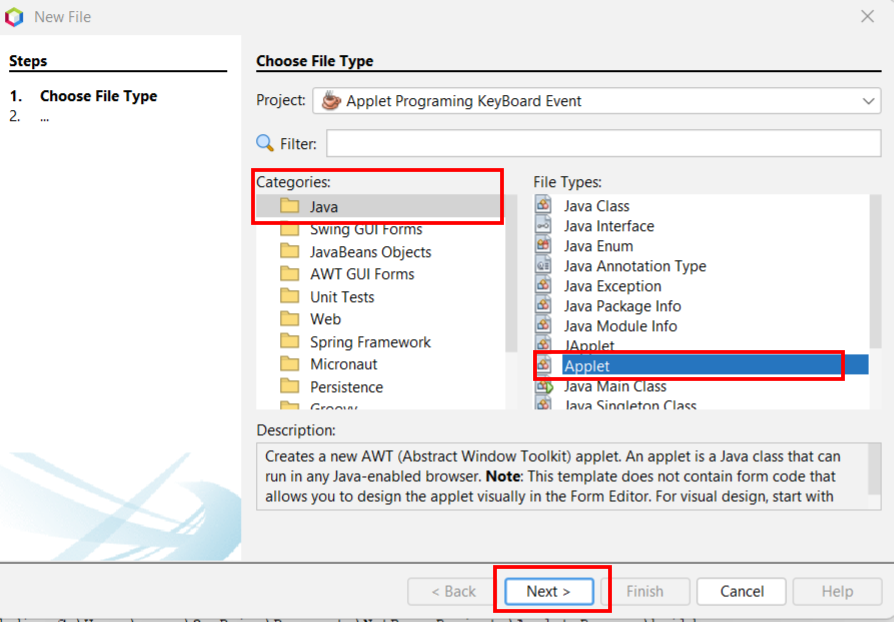 New File
Steps
1. Choose File Type
2. ...
Choose File Type
Project: Applet Programing KeyBoard Event
Filter:
Categories:
Java
Swing GUI Forms
JavaBeans Objects
AWT GUI Forms
Unit Tests
Web
Spring Framework
Micronaut
Persistence
Groovy
File Types:
Java Class
Java Interface
Java Enum
Java Annotation Type
Java Exception
Java Package Info
Java Module Info
JApplet
Applet
Java Main Class
Java Singleton Class
Description:
Creates a new AWT (Abstract Window Toolkit) applet. An applet is a Java class that can
run in any Java-enabled browser. Note: This template does not contain form code that
allows you to design the applet visually in the Form Editor. For visual design, start with
< Back Next > Finish Cancel Help